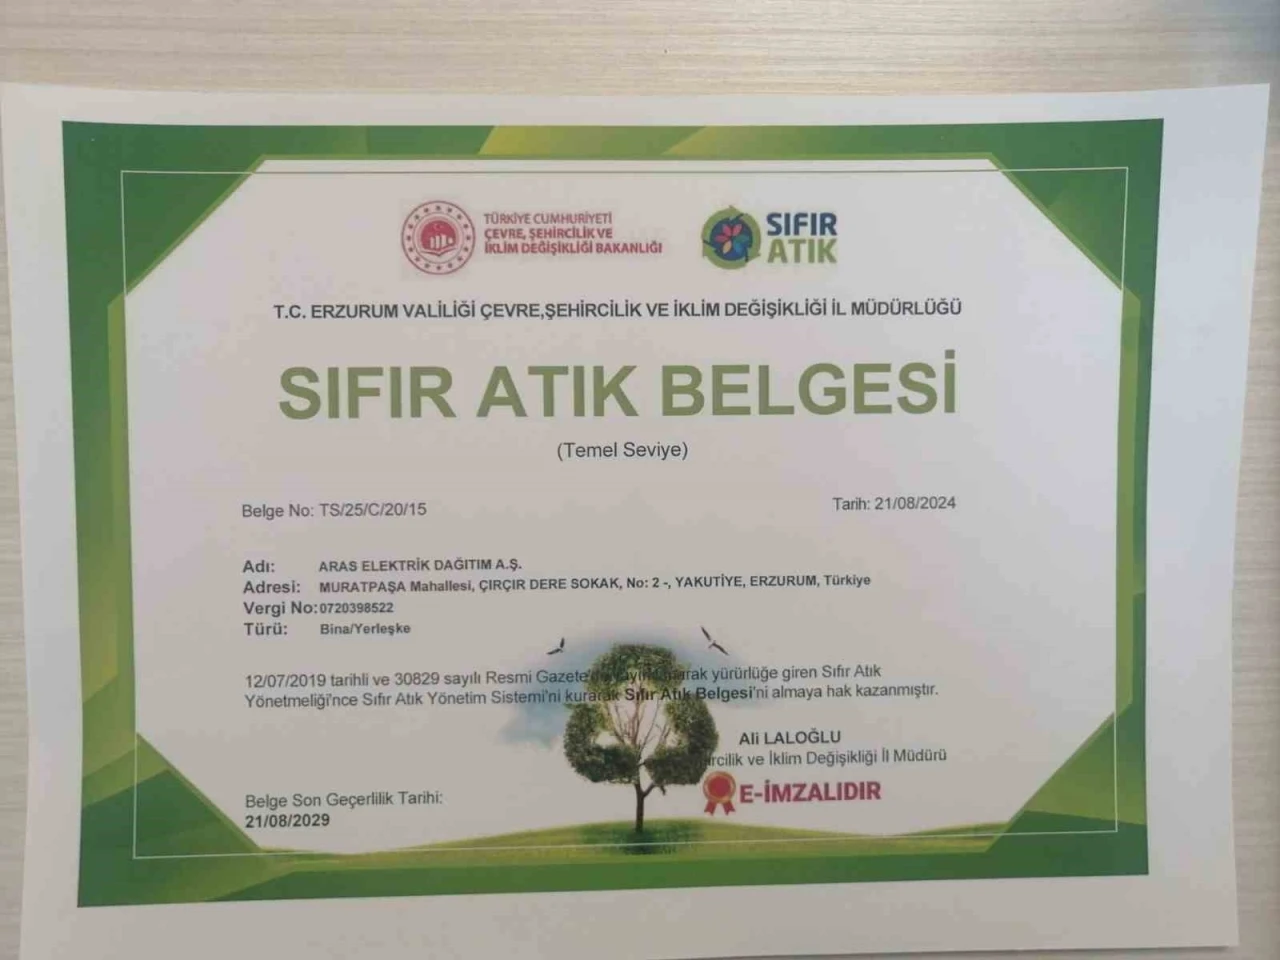 TÜRKİYE CUMHURİYETİ
ÇEVRE, ŞEHİRCİLİK VE
İKLİM DEĞİŞİKLİĞİ BAKANLIĞI
SIFIR
ATIK
T.C. ERZURUM VALİLİĞİ ÇEVRE,ŞEHİRCİLİK VE İKLİM DEĞİŞİKLİĞİ İL MÜDÜRLÜĞÜ
SIFIR ATIK BELGESİ
(Temel Seviye)
Belge No: TS/25/C/20/15
Tarih: 21/08/2024
Adı: ARAS ELEKTRİK DAĞITIM A.Ş.
Adresi: MURATPAŞA Mahallesi, ÇIRÇIR DERE SOKAK, No: 2 -, YAKUTİYE, ERZURUM, Türkiye
Vergi No: 0720398522
Türü: Bina/Yerleşke
12/07/2019 tarihli ve 30829 sayılı Resmi Gazete'de yayımlanarak yürürlüğe giren Sıfır Atık
Yönetmeliği'nce Sıfır Atık Yönetim Sistemi'ni kurarak Sıfır Atık Belgesi'ni almaya hak kazanmıştır.
Ali LALOĞLU
ircilik ve İklim Değişikliği İl Müdürü
E-İMZALIDIR
Belge Son Geçerlilik Tarihi:
21/08/2029